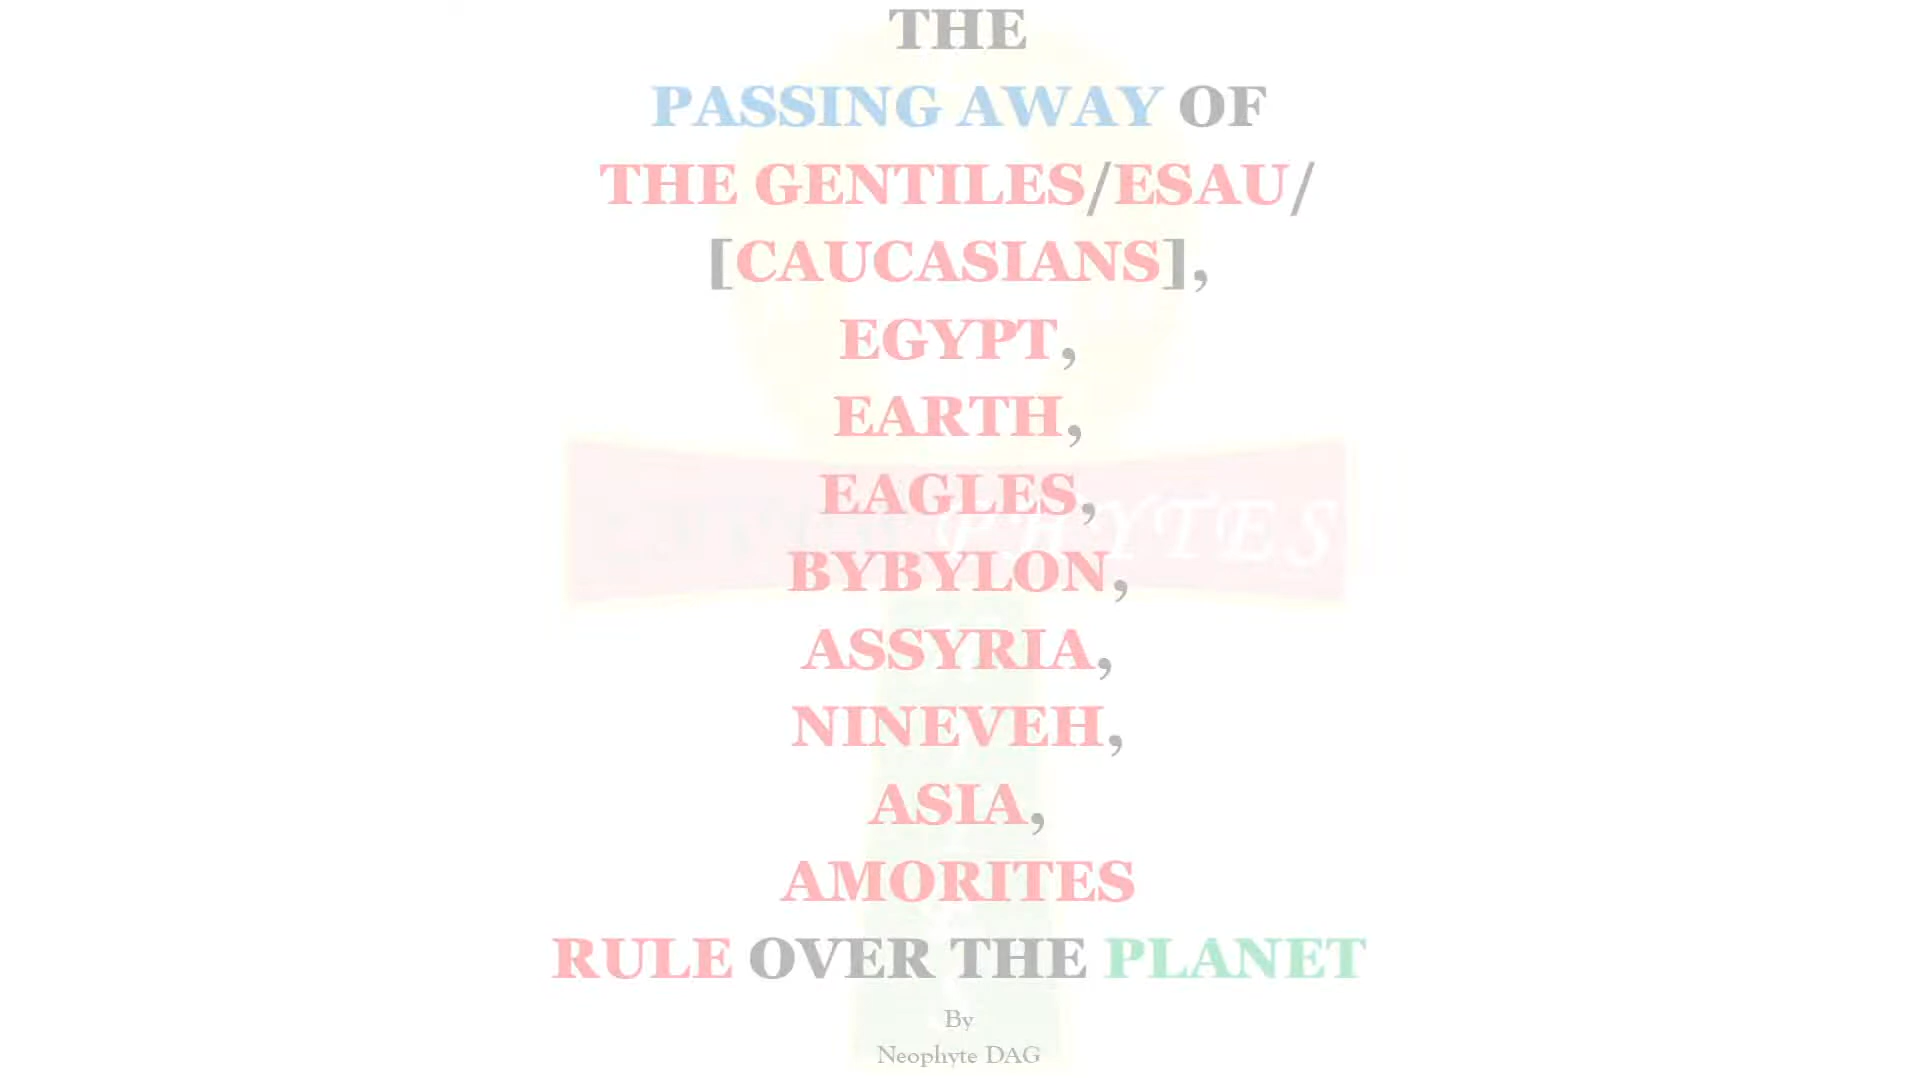 THE
PASSING AWAY OF
THE GENTILES/ESAU/
[CAUCASIANS],
EGYPT,
EARTH,
EAGLES,
BYBYLON,
ASSYRIA,
NINEVEH,
ASIA,
AMORITES
RULE OVER THE PLANET
By
Neophyte DAG